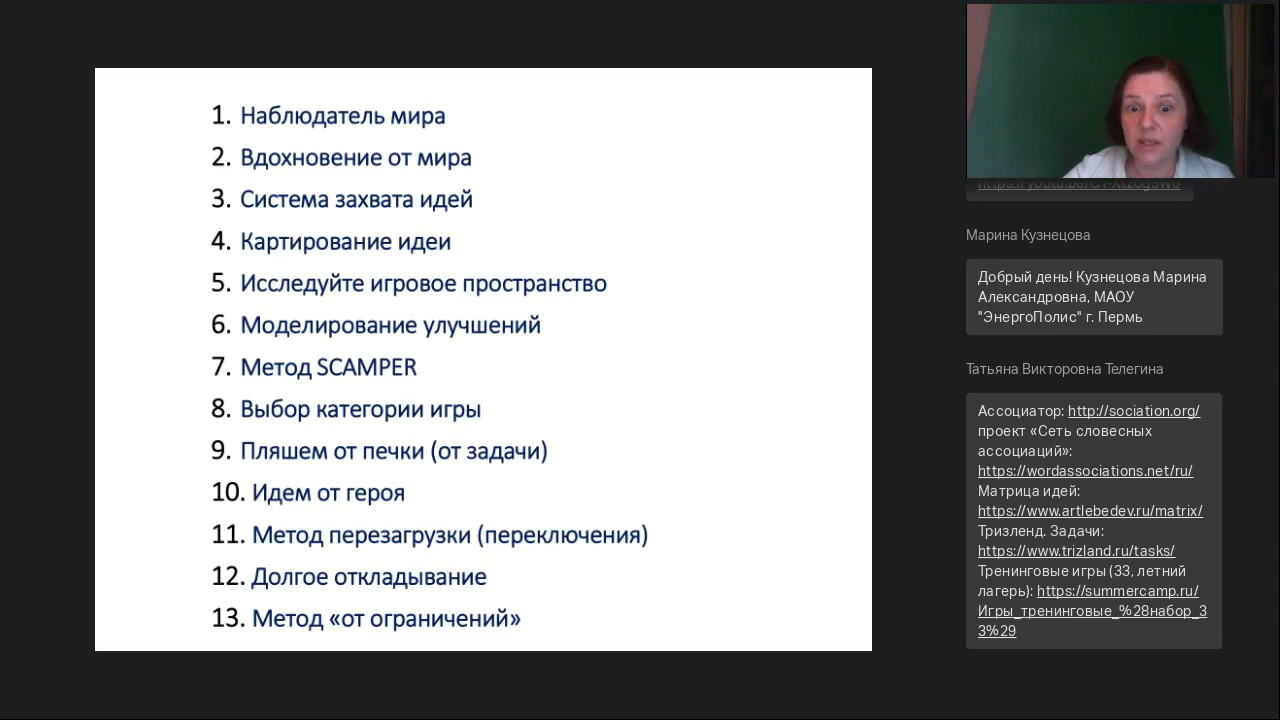 1. Наблюдатель мира
2. Вдохновение от мира
3. Система захвата идей
4. Картирование идеи
5. Исследуйте игровое пространство
6. Моделирование улучшений
7. Метод SCAMPER
8. Выбор категории игры
9. Пляшем от печки (от задачи)
10. Идем от героя
11. Метод перезагрузки (переключения)
12. Долгое откладывание
13. Метод «от ограничений»
Марина Кузнецова
Добрый день! Кузнецова Марина
Александровна, МАОУ
"ЭнергоПолис" г. Пермь
Татьяна Викторовна Телегина
Ассоциатор: http://sociation.org/
проект «Сеть словесных
ассоциаций»:
https://wordassociations.net/ru/
Матрица идей:
https://www.artlebedev.ru/matrix/
Тризленд. Задачи:
https://www.trizland.ru/tasks/
Тренинговые игры (33, летний
лагерь): https://summercamp.ru/
Игры_тренинговые_%28набор_3
3%29